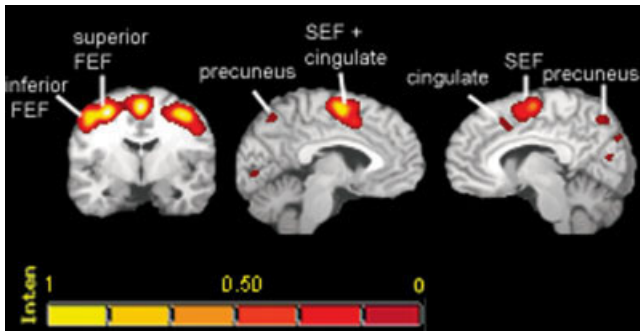 superior
FEF
inferior
FEF
precuneus
SEF +
cingulate
cingulate
SEF
precuneus
Inten
1 0.50 0